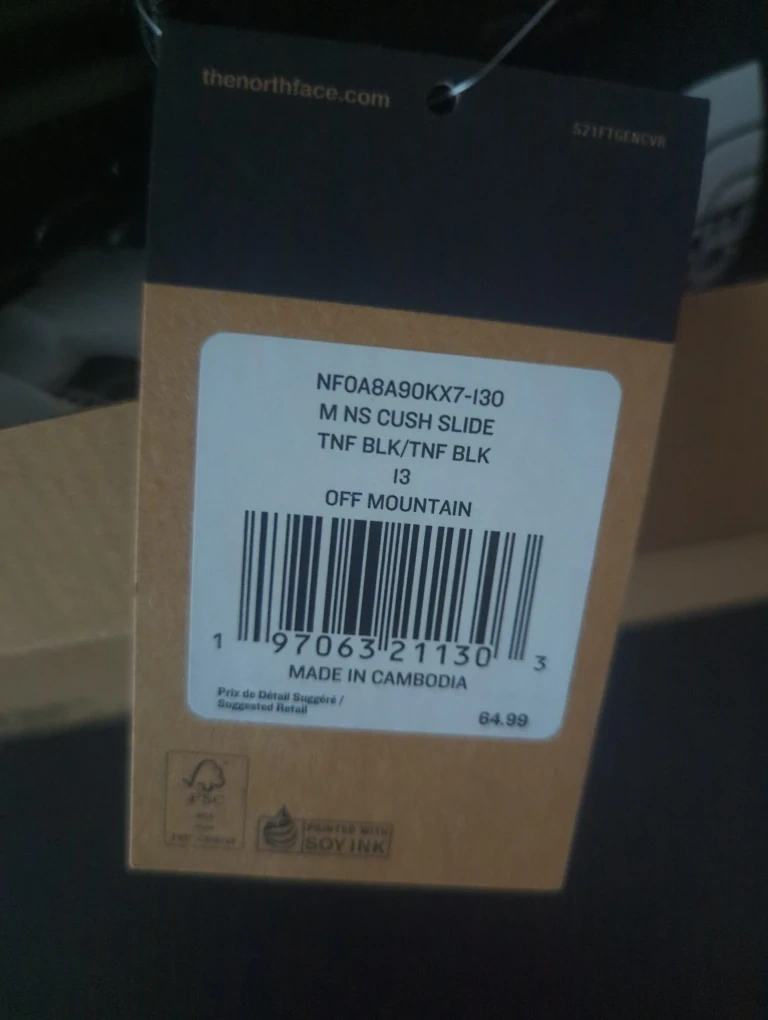 thenorthface.com
S21FTGENCVR
NF0A8A90KX7-130
M NS CUSH SLIDE
TNF BLK/TNF BLK
13
OFF MOUNTAIN
1 97063 21130 3
MADE IN CAMBODIA
Prix de Détail Suggéré /
Suggested Retail
64.99
FSC
PRINTED WITH
SOY INK